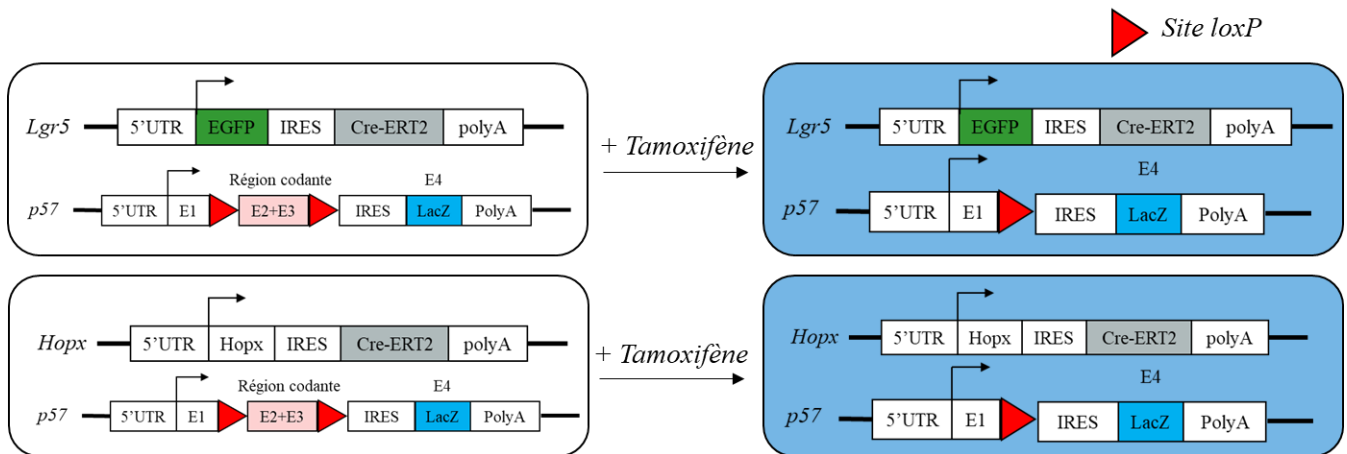 Site loxP
Lgr5 5’UTR EGFP IRES Cre-ERT2 polyA
Région codante E4
p57 5’UTR E1 E2+E3 IRES LacZ PolyA
+ Tamoxifène
Lgr5 5’UTR EGFP IRES Cre-ERT2 polyA
E4
p57 5’UTR E1 IRES LacZ PolyA
Hopx 5’UTR Hopx IRES Cre-ERT2 polyA
Région codante E4
p57 5’UTR E1 E2+E3 IRES LacZ PolyA
+ Tamoxifène
Hopx 5’UTR Hopx IRES Cre-ERT2 polyA
E4
p57 5’UTR E1 IRES LacZ PolyA